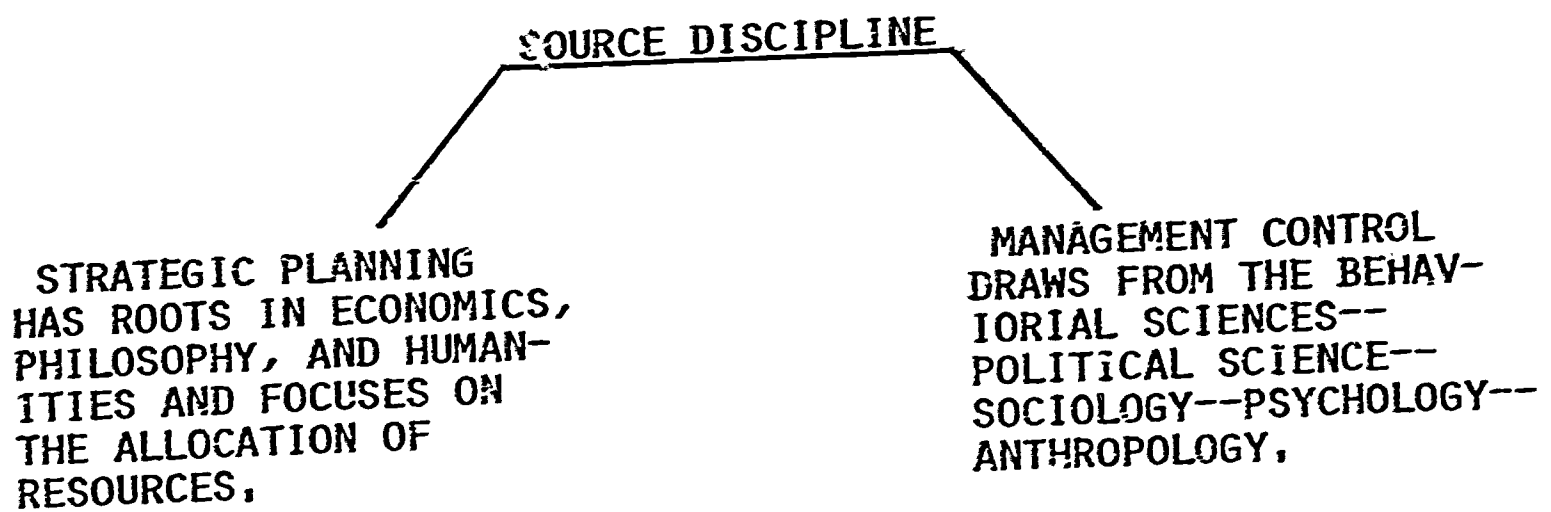 SOURCE DISCIPLINE
STRATEGIC PLANNING
HAS ROOTS IN ECONOMICS,
PHILOSOPHY, AND HUMAN-
ITIES AND FOCUSES ON
THE ALLOCATION OF
RESOURCES.
MANAGEMENT CONTROL
DRAWS FROM THE BEHAV-
IORIAL SCIENCES--
POLITICAL SCIENCE--
SOCIOLOGY--PSYCHOLOGY--
ANTHROPOLOGY.